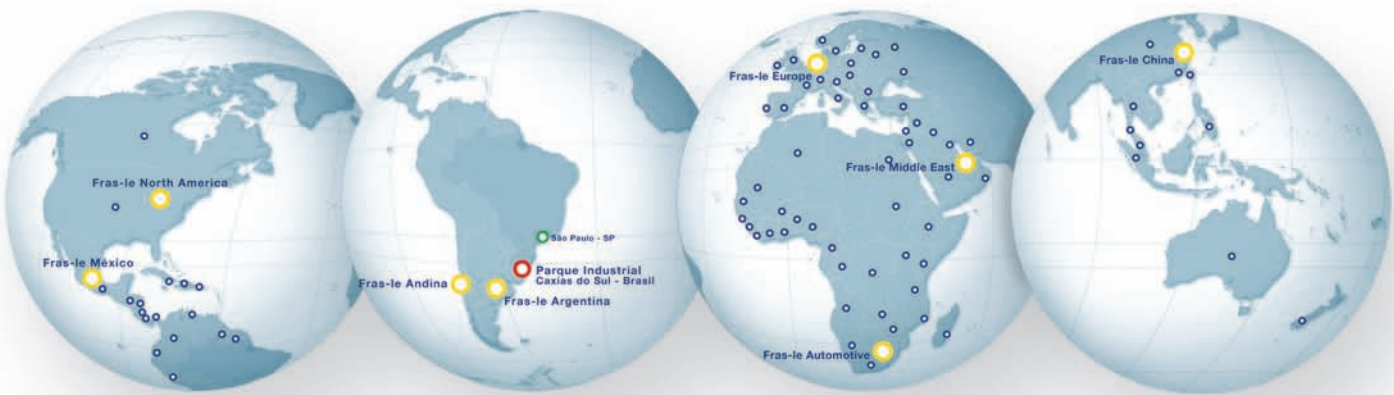 Fras-le North America
Fras-le México
São Paulo - SP
Parque Industrial
Caxias do Sul - Brasil
Fras-le Andina
Fras-le Argentina
Fras-le Europe
Fras-le Middle East
Fras-le Automotive
Fras-le China